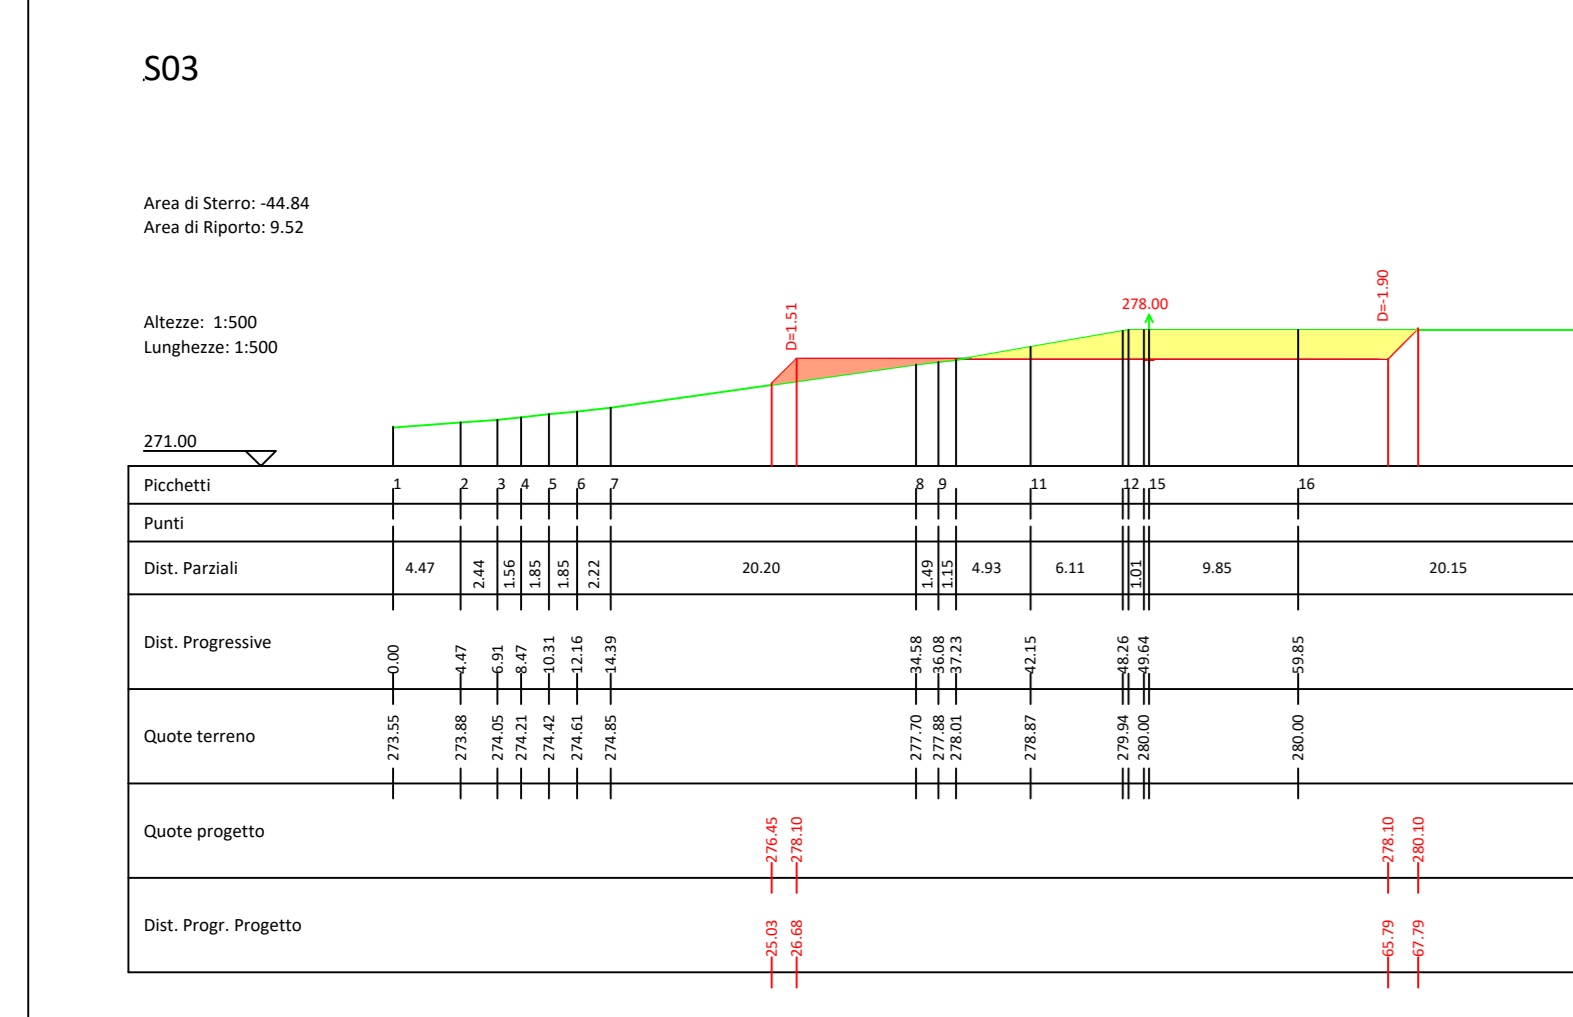 S03
Area di Sterro: -44.84
Area di Riporto: 9.52
Altezze: 1:500
Lunghezze: 1:500
D=1.51
278.00
D=-1.90
271.00
Picchetti 1 2 3 4 5 6 7 8 9 11 12 15 16
Punti
Dist. Parziali 4.47 2.44 1.56 1.85 1.85 2.22 20.20 1.49 1.15 4.93 6.11 1.01 9.85 20.15
Dist. Progressive 0.00 4.47 6.91 8.47 10.31 12.16 14.39 34.58 36.08 37.23 42.15 48.26 49.64 59.85
Quote terreno 273.55 273.88 274.05 274.21 274.42 274.61 274.85 277.70 277.88 278.01 278.87 279.94 280.00 280.00
Quote progetto 276.45 278.10 278.10 280.10
Dist. Progr. Progetto 25.03 26.68 65.79 67.79